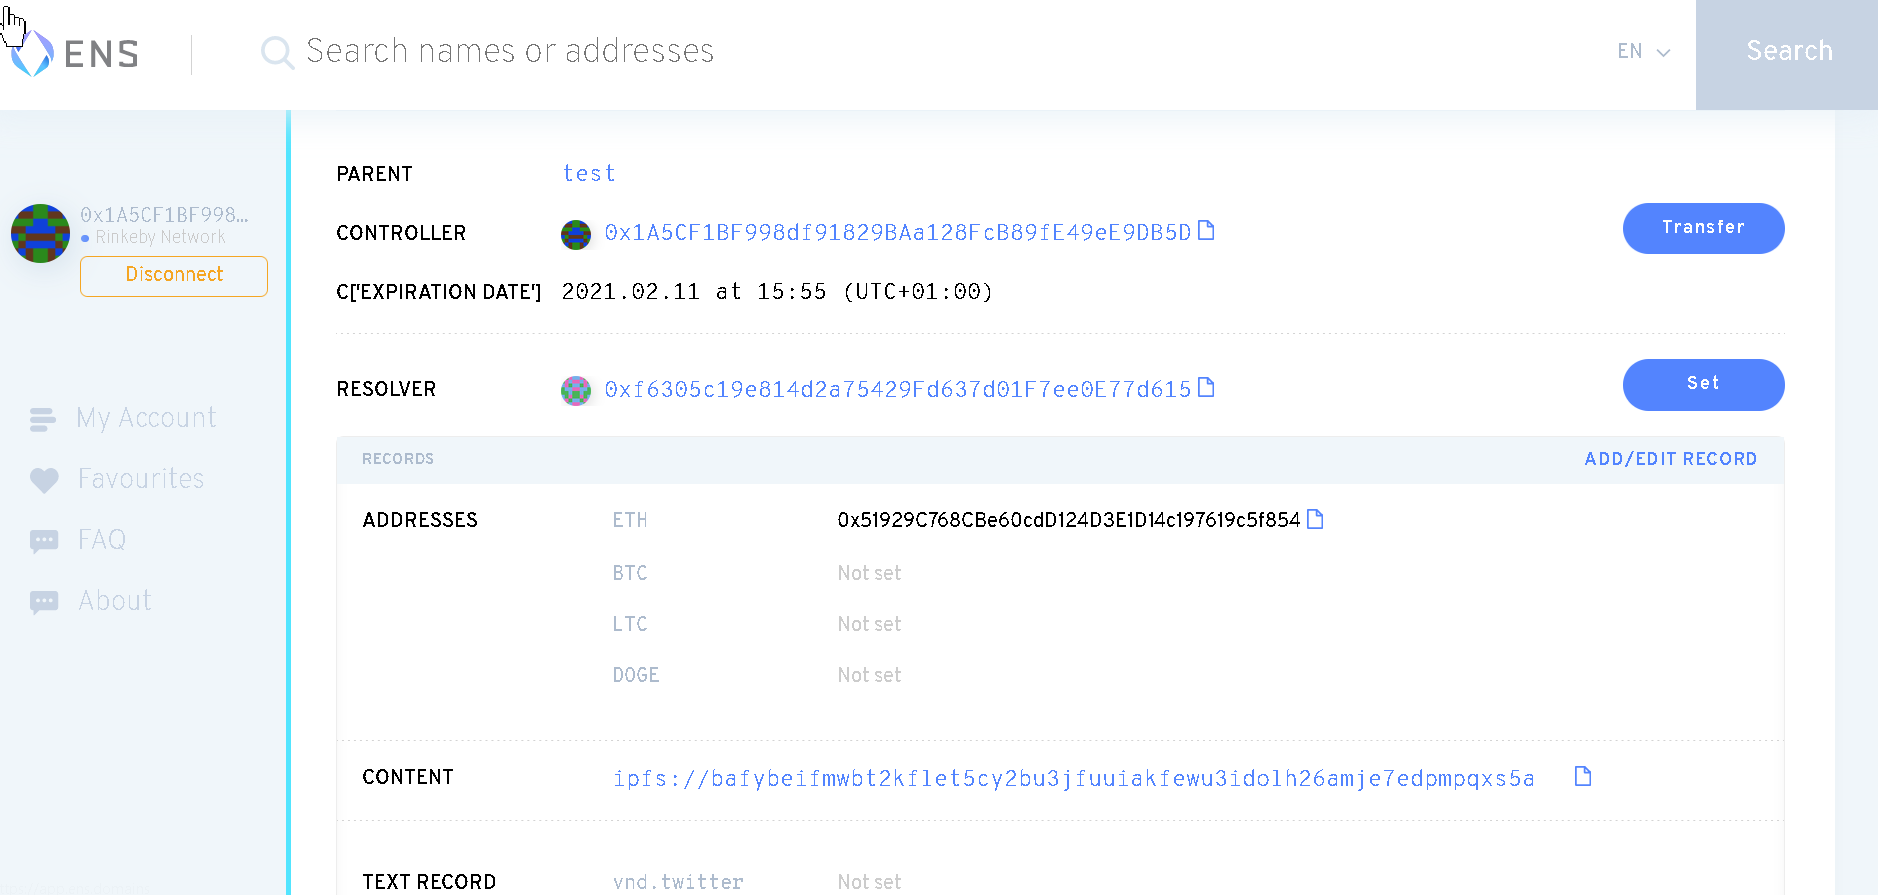 ENS
Search names or addresses
EN
Search
0x1A5CF1BF998...
Rinkeby Network
Disconnect
My Account
Favourites
FAQ
About
PARENT test
CONTROLLER 0x1A5CF1BF998df91829BAa128FcB89fE49eE9DB5D Transfer
C['EXPIRATION DATE'] 2021.02.11 at 15:55 (UTC+01:00)
RESOLVER 0xf6305c19e814d2a75429Fd637d01F7ee0E77d615 Set
RECORDS ADD/EDIT RECORD
ADDRESSES ETH 0x51929C768CBe60cdD124D3E1D14c197619c5f854
BTC Not set
LTC Not set
DOGE Not set
CONTENT ipfs://bafybeifmwbt2kflet5cy2bu3jfuuiakfewu3idolh26amje7edpmpqxs5a
TEXT RECORD vnd.twitter Not set